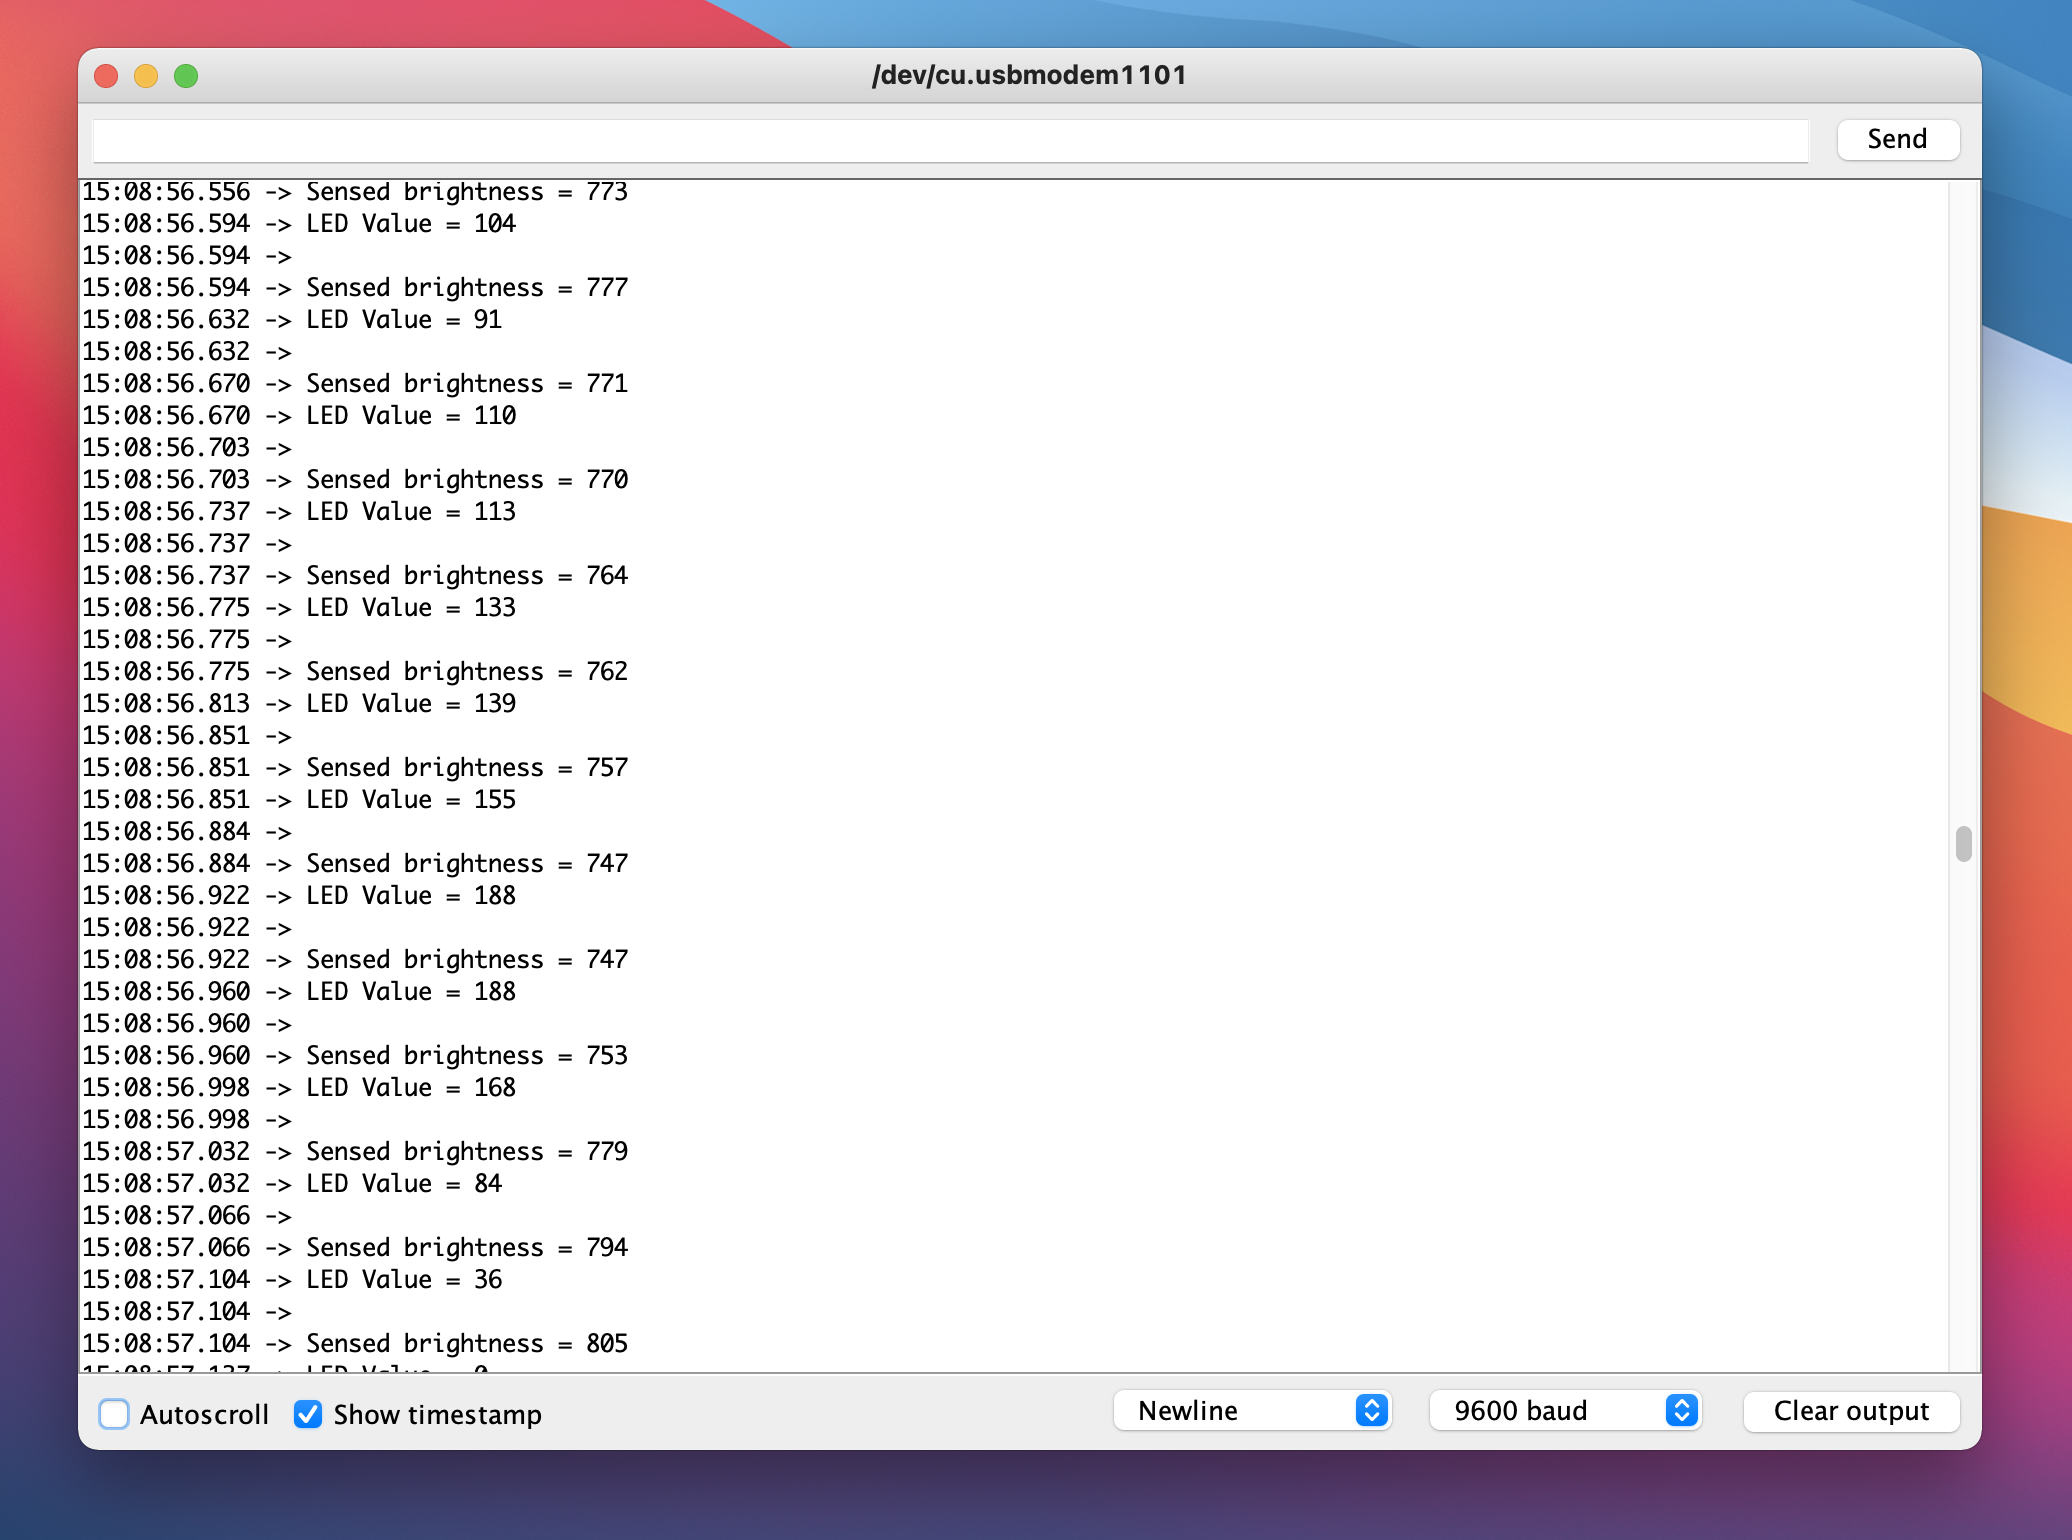 /dev/cu.usbmodem1101
Send
15:08:56.556 -> Sensed brightness = 773
15:08:56.594 -> LED Value = 104
15:08:56.594 ->
15:08:56.594 -> Sensed brightness = 777
15:08:56.632 -> LED Value = 91
15:08:56.632 ->
15:08:56.670 -> Sensed brightness = 771
15:08:56.670 -> LED Value = 110
15:08:56.703 ->
15:08:56.703 -> Sensed brightness = 770
15:08:56.737 -> LED Value = 113
15:08:56.737 ->
15:08:56.737 -> Sensed brightness = 764
15:08:56.775 -> LED Value = 133
15:08:56.775 ->
15:08:56.775 -> Sensed brightness = 762
15:08:56.813 -> LED Value = 139
15:08:56.851 ->
15:08:56.851 -> Sensed brightness = 757
15:08:56.851 -> LED Value = 155
15:08:56.884 ->
15:08:56.884 -> Sensed brightness = 747
15:08:56.922 -> LED Value = 188
15:08:56.922 ->
15:08:56.922 -> Sensed brightness = 747
15:08:56.960 -> LED Value = 188
15:08:56.960 ->
15:08:56.960 -> Sensed brightness = 753
15:08:56.998 -> LED Value = 168
15:08:56.998 ->
15:08:57.032 -> Sensed brightness = 779
15:08:57.032 -> LED Value = 84
15:08:57.066 ->
15:08:57.066 -> Sensed brightness = 794
15:08:57.104 -> LED Value = 36
15:08:57.104 ->
15:08:57.104 -> Sensed brightness = 805
Autoscroll Show timestamp Newline 9600 baud Clear output